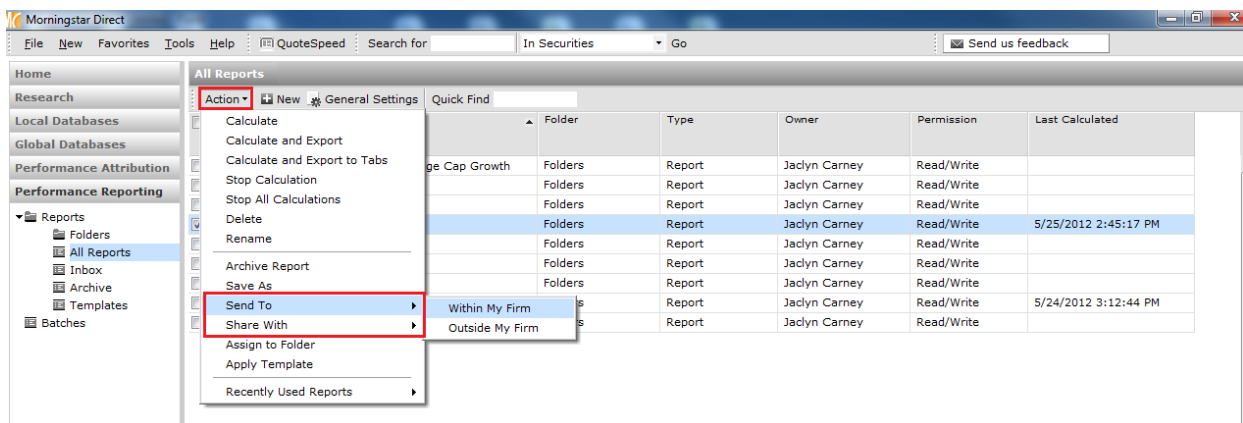 Morningstar Direct
File New Favorites Tools Help QuoteSpeed Search for In Securities Go Send us feedback
Home
Research
Local Databases
Global Databases
Performance Attribution
Performance Reporting
Reports
Folders
All Reports
Inbox
Archive
Templates
Batches
All Reports
Action New General Settings Quick Find
Calculate
Calculate and Export
Calculate and Export to Tabs
Stop Calculation
Stop All Calculations
Delete
Rename
Archive Report
Save As
Send To
Share With
Assign to Folder
Apply Template
Recently Used Reports
Within My Firm
Outside My Firm
Folder Type Owner Permission Last Calculated
ge Cap Growth Folders Report Jaclyn Carney Read/Write
Folders Report Jaclyn Carney Read/Write
Folders Report Jaclyn Carney Read/Write
Folders Report Jaclyn Carney Read/Write 5/25/2012 2:45:17 PM
Folders Report Jaclyn Carney Read/Write
Folders Report Jaclyn Carney Read/Write
Folders Report Jaclyn Carney Read/Write
s Report Jaclyn Carney Read/Write 5/24/2012 3:12:44 PM
s Report Jaclyn Carney Read/Write